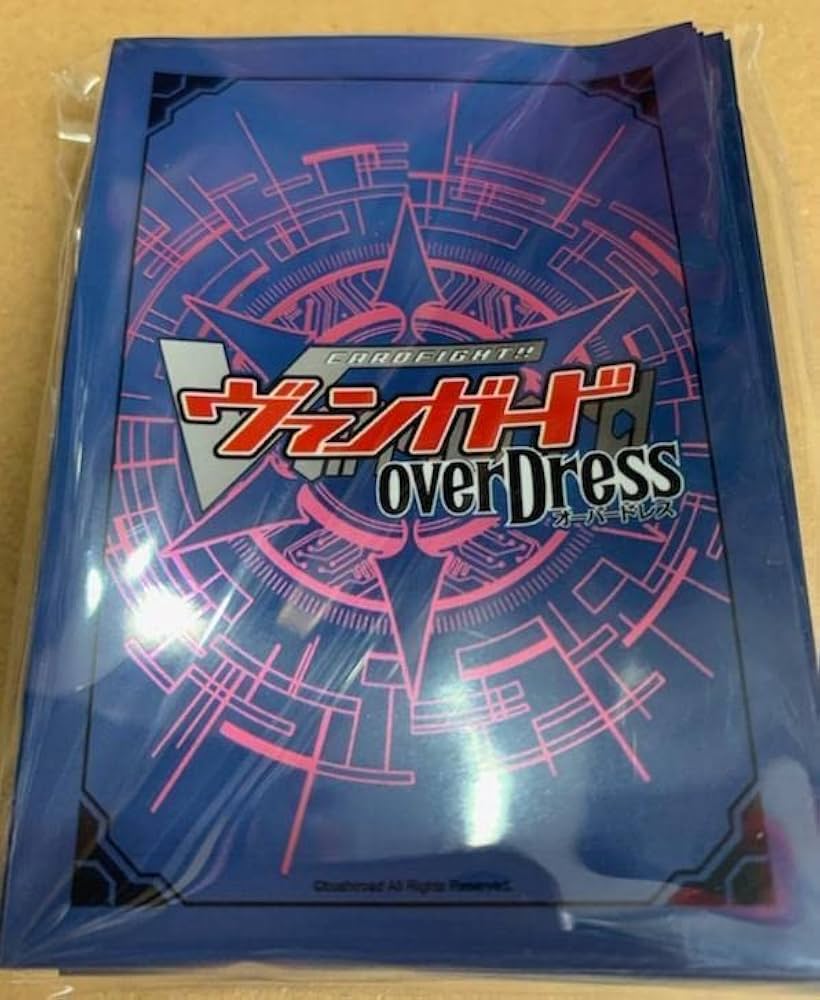 CARDFIGHT!!
ヴァンガード
overDress
オーバードレス
©bushiroad All Rights Reserved.